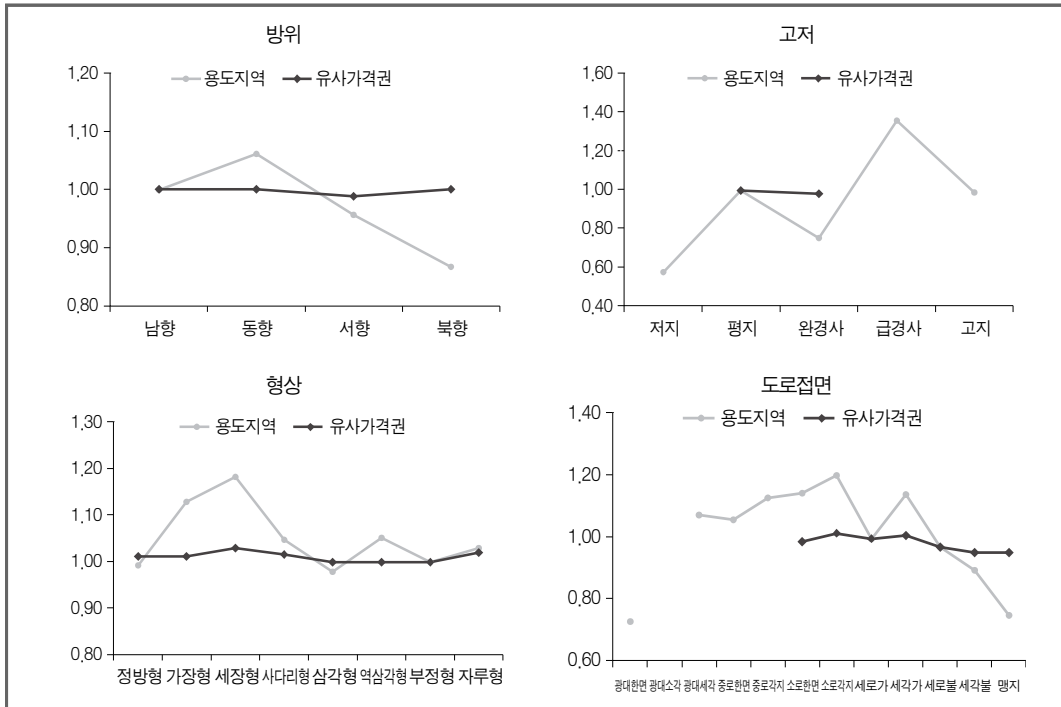 방위
용도지역 유사가격권
1.20
1.10
1.00
0.90
0.80
남향 동향 서향 북향
고저
용도지역 유사가격권
1.60
1.40
1.20
1.00
0.80
0.60
0.40
저지 평지 완경사 급경사 고지
형상
용도지역 유사가격권
1.30
1.20
1.10
1.00
0.90
0.80
정방형 가장형 세장형 사다리형 삼각형 역삼각형 부정형 자루형
도로접면
용도지역 유사가격권
1.40
1.20
1.00
0.80
0.60
광대한면 광대소각 광대세각 중로한면 중로각지 소로한면 소로각지 세로가 세각가 세로불 세각불 맹지